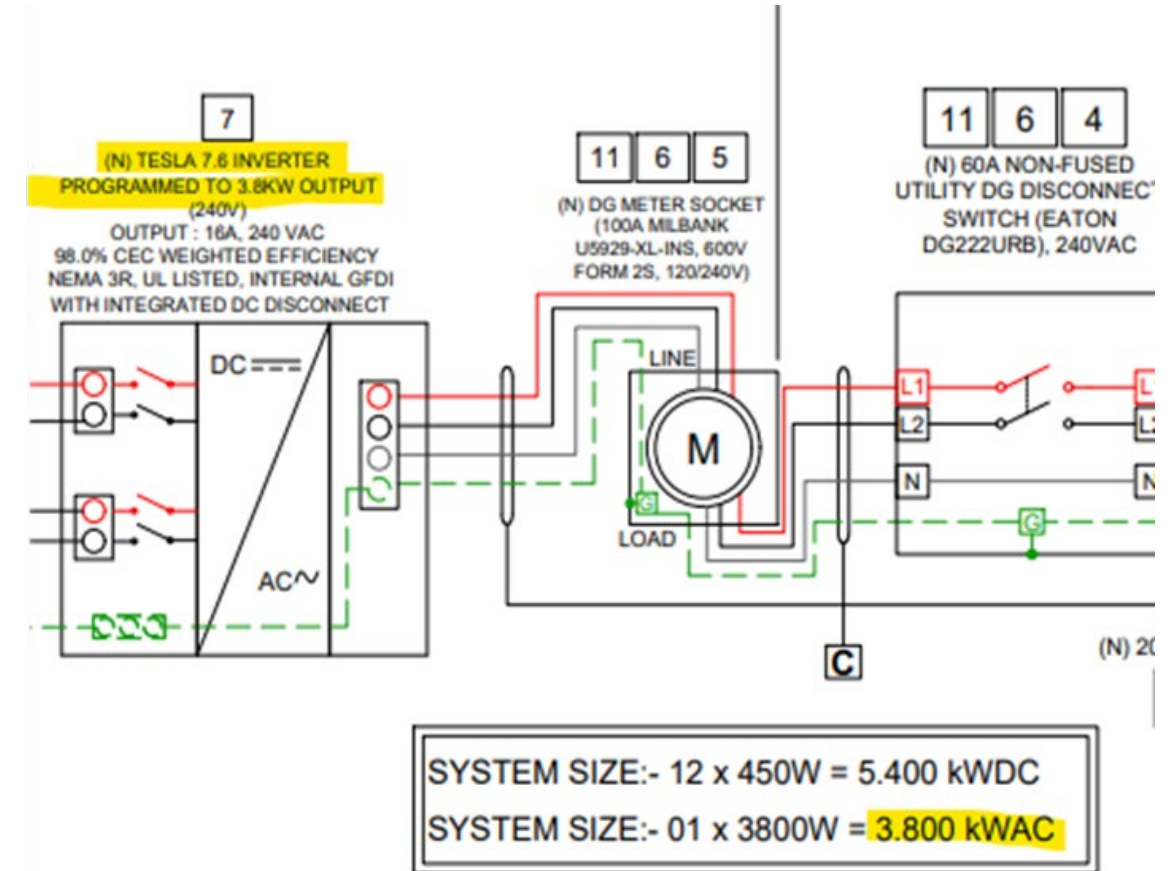 7
(N) TESLA 7.6 INVERTER
PROGRAMMED TO 3.8KW OUTPUT
(240V)
OUTPUT : 16A, 240 VAC
98.0% CEC WEIGHTED EFFICIENCY
NEMA 3R, UL LISTED, INTERNAL GFDI
WITH INTEGRATED DC DISCONNECT
DC
AC
11 6 5
(N) DG METER SOCKET
(100A MILBANK
U5929-XL-INS, 600V
FORM 2S, 120/240V)
LINE
M
G
LOAD
C
11 6 4
(N) 60A NON-FUSED
UTILITY DG DISCONNECT
SWITCH (EATON
DG222URB), 240VAC
L1
L2
N
N
G
(N) 20
SYSTEM SIZE:- 12 x 450W = 5.400 kWDC
SYSTEM SIZE:- 01 x 3800W = 3.800 kWAC